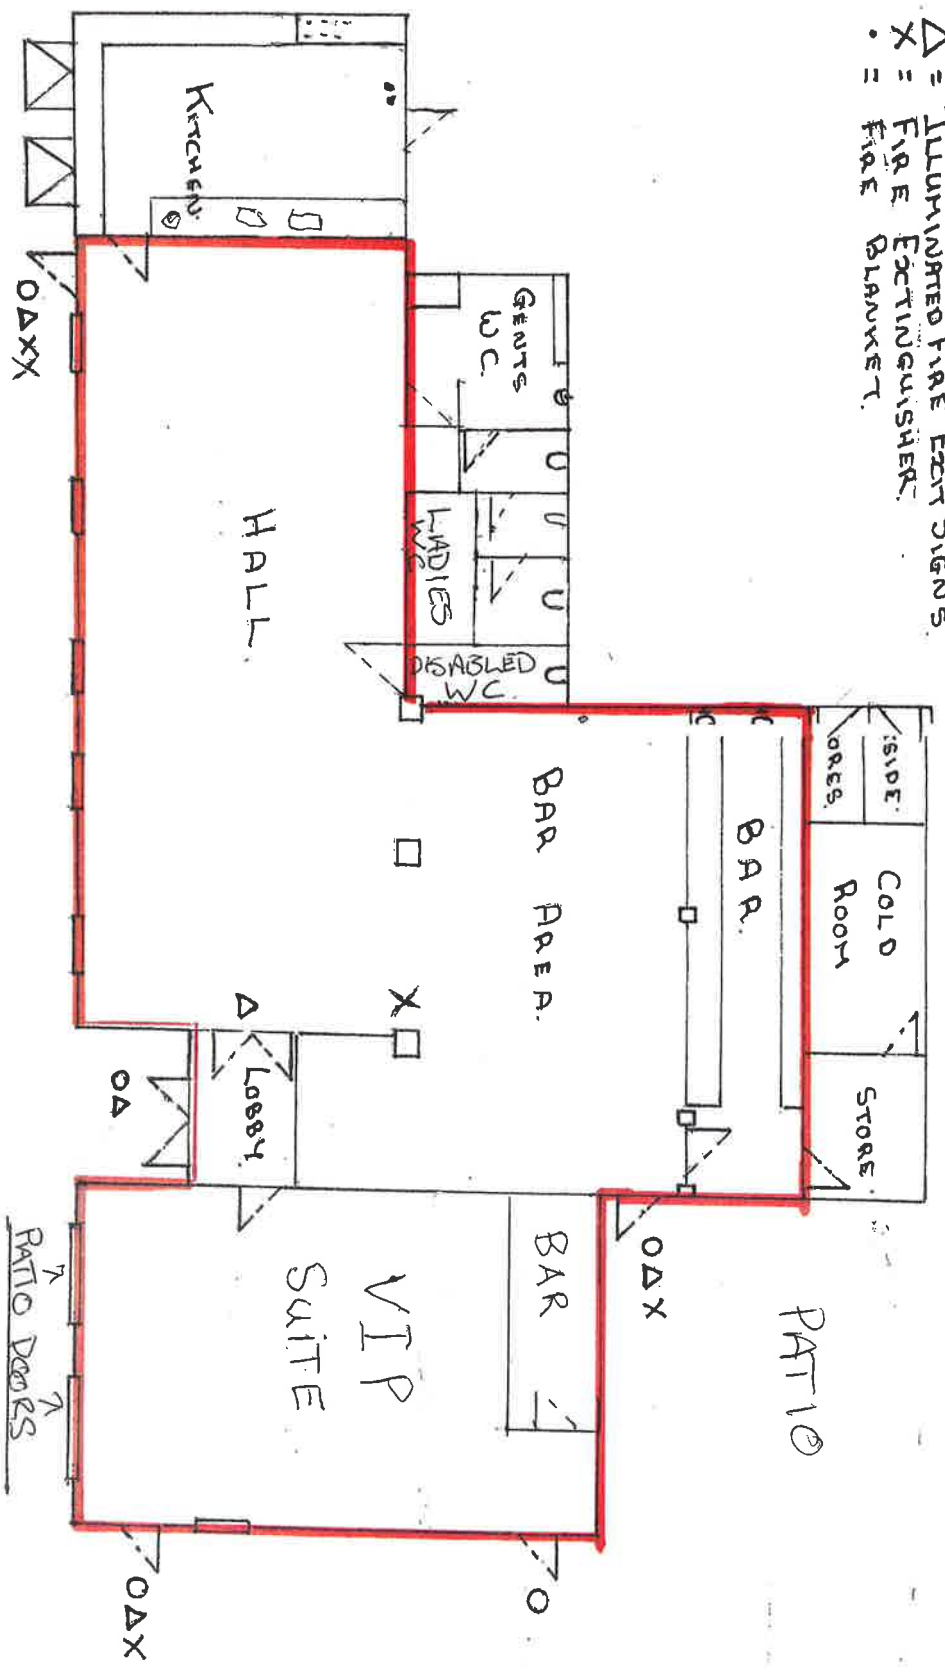 Δ = ILLUMINATED FIRE EXIT SIGNS.
X = FIRE EXTINGUISHER.
• = FIRE BLANKET.
SIDE
ORES
COLD
ROOM
STORE.
PATIO
BAR.
OΔX
BAR AREA.
BAR
GENTS
WC.
LADIES
WC
DISABLED
WC.
O
X
VIP
SUITE
HALL.
Δ
LOBBY.
KITCHEN.
OΔXX
OΔ
OΔX
PATIO DOORS